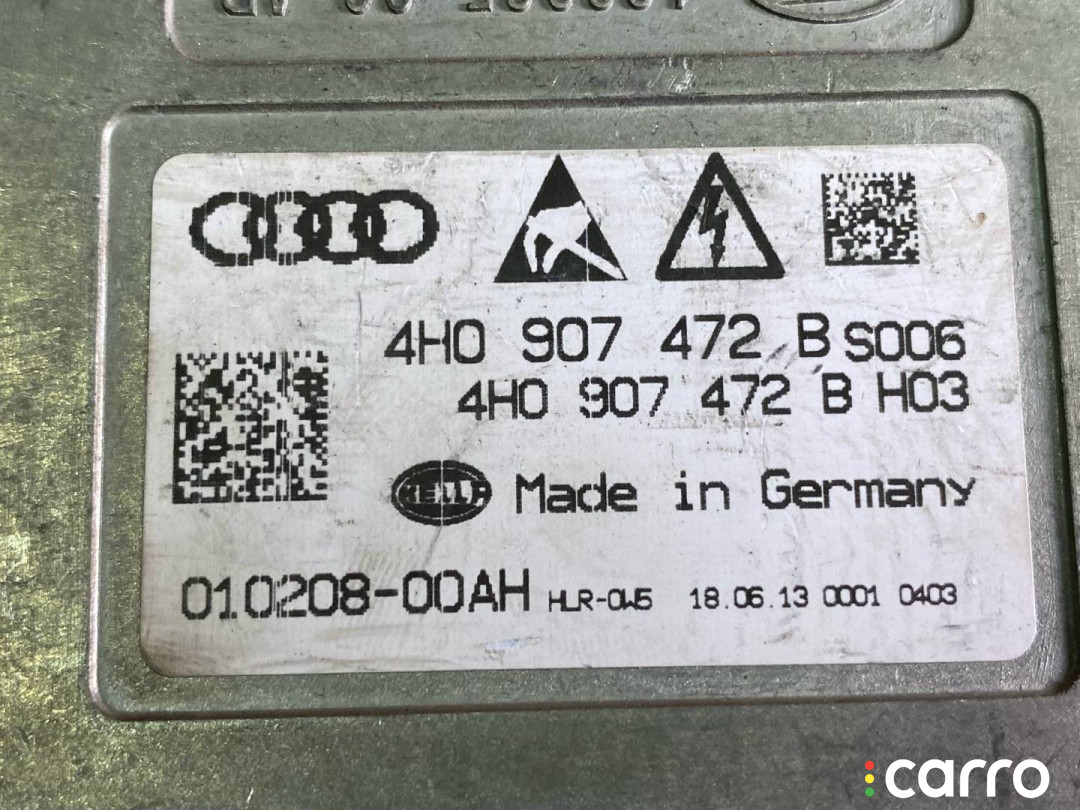 4H0 907 472 B S006
4H0 907 472 B H03
HELLA Made in Germany
010208-00AH HLR-0W5 18.06.13 0001 0403
carro